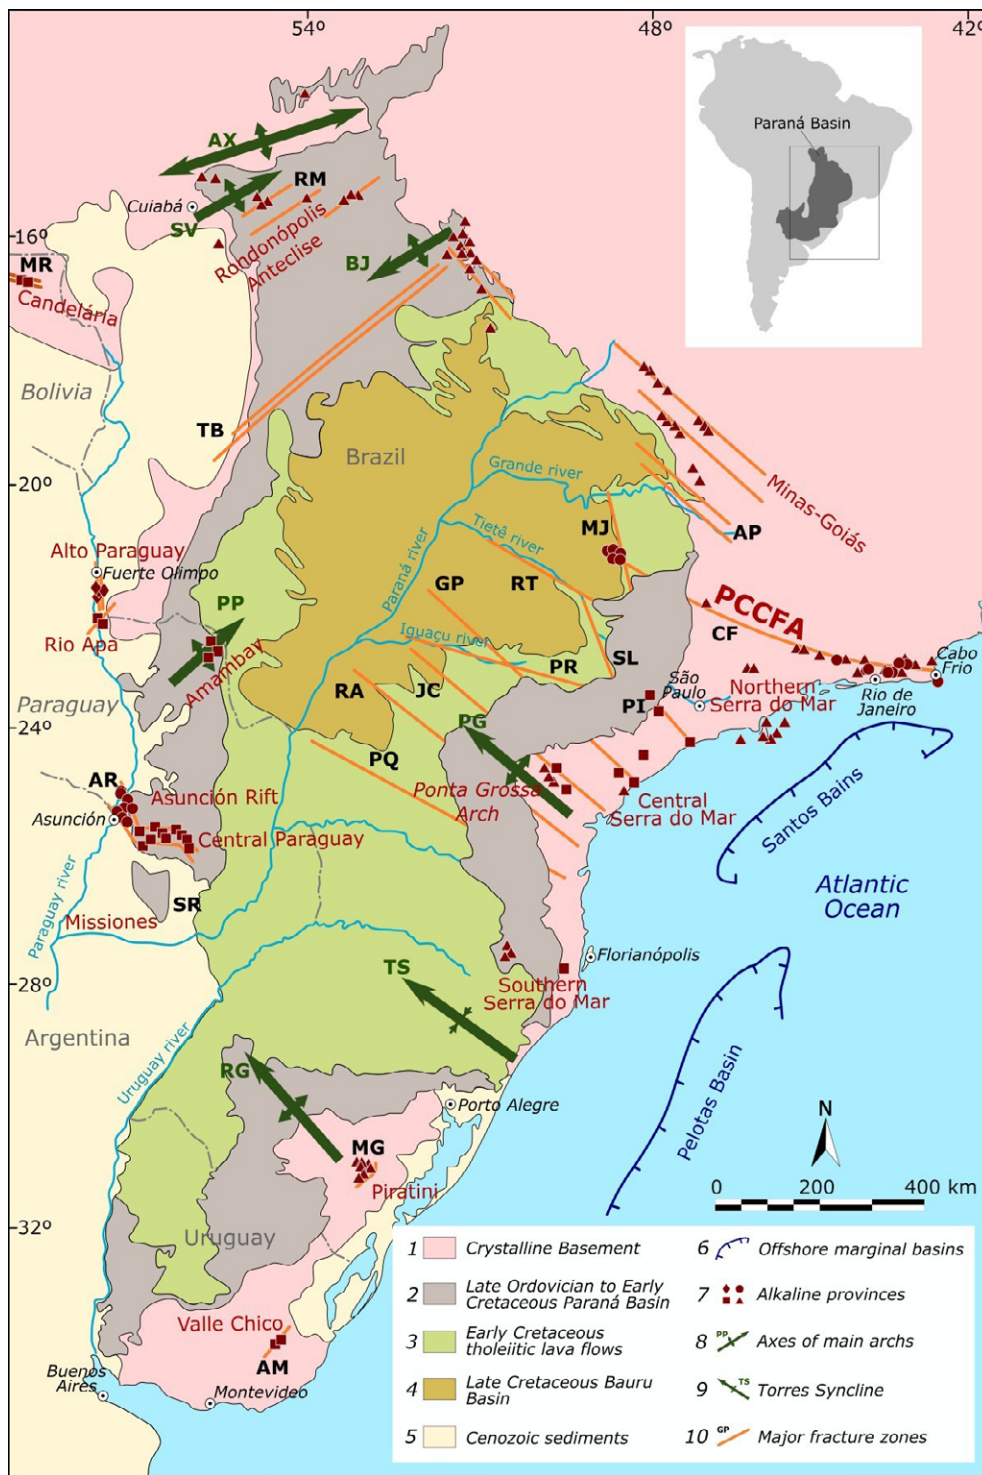 54º
48º
42º
Paraná Basin
AX
RM
Cuiabá
SV
Rondonópolis
Anteclise
16º
BJ
MR
Candelária
Bolivia
TB
Brazil
Grande river
20º
Minas-Goiás
Tietê river
MJ
AP
Paraná river
Alto Paraguay
Fuerte Olimpo
GP
RT
PP
PCCFA
CF
Rio Apa
Iguaçu river
Amambay
PR
SL
Cabo
Frio
São
Paulo
Northern
Serra do Mar
Rio de
Janeiro
RA
JC
PI
Paraguay
24º
PG
PQ
AR
Asunción Rift
Ponta Grossa
Arch
Central
Serra do Mar
Santos Bains
Asunción
Central Paraguay
Atlantic
Ocean
SR
Missiones
Paraguay river
Florianópolis
TS
28º
Southern
Serra do Mar
Argentina
Uruguay river
RG
Pelotas Basin
Porto Alegre
N
MG
Piratini
0
200
400 km
32º
Uruguay
Valle Chico
AM
Buenos
Aires
Montevideo
1
Crystalline Basement
2
Late Ordovician to Early
Cretaceous Paraná Basin
3
Early Cretaceous
tholeiitic lava flows
4
Late Cretaceous Bauru
Basin
5
Cenozoic sediments
6
Offshore marginal basins
7
Alkaline provinces
8
PP
Axes of main archs
9
TS
Torres Syncline
10
GP
Major fracture zones